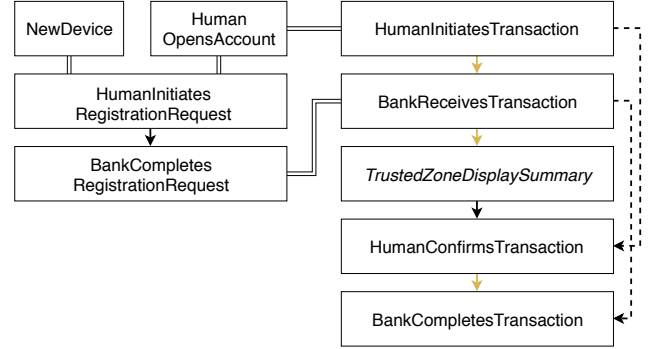 NewDevice
Human
OpensAccount
HumanInitiatesTransaction
HumanInitiates
RegistrationRequest
BankReceivesTransaction
BankCompletes
RegistrationRequest
TrustedZoneDisplaySummary
HumanConfirmsTransaction
BankCompletesTransaction